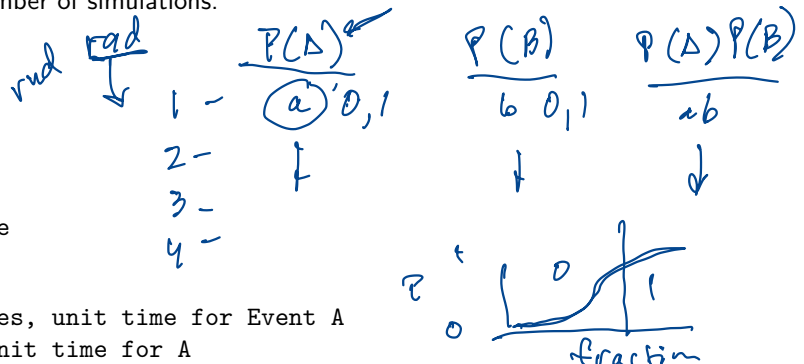 mber of simulations.
rnd rad P(A) P(B) P(A) P(B)
1 - a 0, 1 b 0, 1 ab
2 -
3 -
e
4 -
0 1
P
0
es, unit time for Event A
nit time for A
fraction